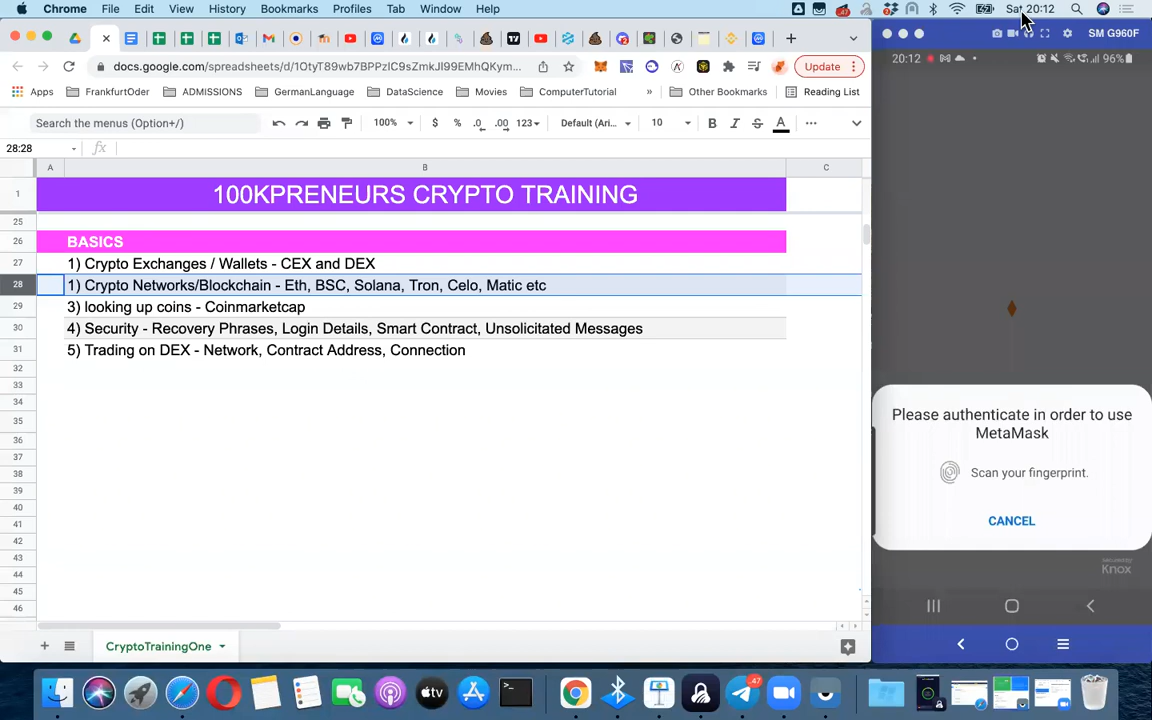 Chrome File Edit View History Bookmarks Profiles Tab Window Help Sat 20:12
SM G960F
docs.google.com/spreadsheets/d/1OtyT89wb7BPPzIC9sZmkJl99EMhQKym... Update
20:12 96%
Apps FrankfurtOder ADMISSIONS GermanLanguage DataScience Movies ComputerTutorial » Other Bookmarks Reading List
Search the menus (Option+/) 100% $ % .0 .00 123 Default (Ari... 10 B I S A
28:28 fx
A B C
1 100KPRENEURS CRYPTO TRAINING
25
26 BASICS
27 1) Crypto Exchanges / Wallets - CEX and DEX
28 1) Crypto Networks/Blockchain - Eth, BSC, Solana, Tron, Celo, Matic etc
29 3) looking up coins - Coinmarketcap
30 4) Security - Recovery Phrases, Login Details, Smart Contract, Unsolicitated Messages
31 5) Trading on DEX - Network, Contract Address, Connection
32
33
34
35
36
37
38
39
40
41
42
43
44
45
46
Please authenticate in order to use
MetaMask
Scan your fingerprint.
CANCEL
Secured by
Knox
CryptoTrainingOne
47